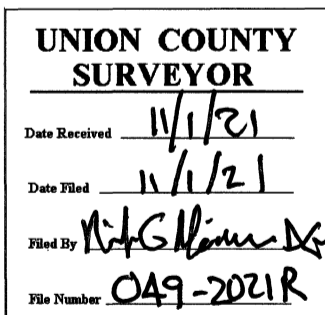 UNION COUNTY
SURVEYOR
Date Received 11/1/21
Date Filed 11/1/21
Filed By
File Number 049-2021R